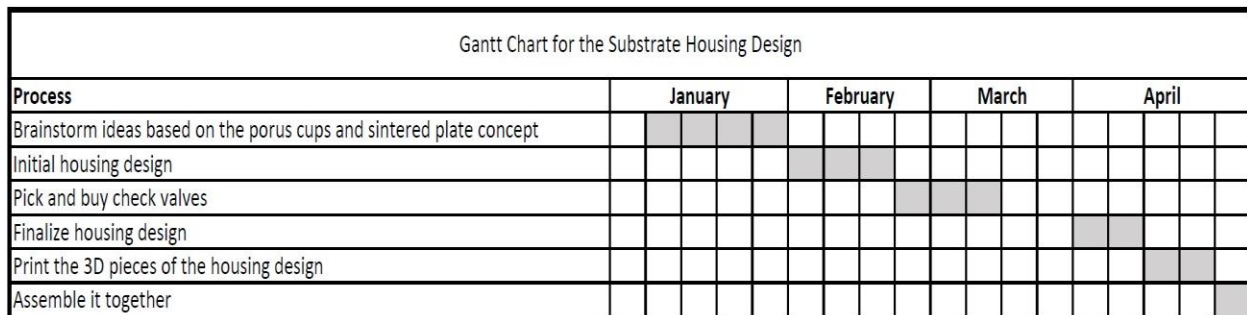 Gantt Chart for the Substrate Housing Design
Process January February March April
Brainstorm ideas based on the porus cups and sintered plate concept
Initial housing design
Pick and buy check valves
Finalize housing design
Print the 3D pieces of the housing design
Assemble it together